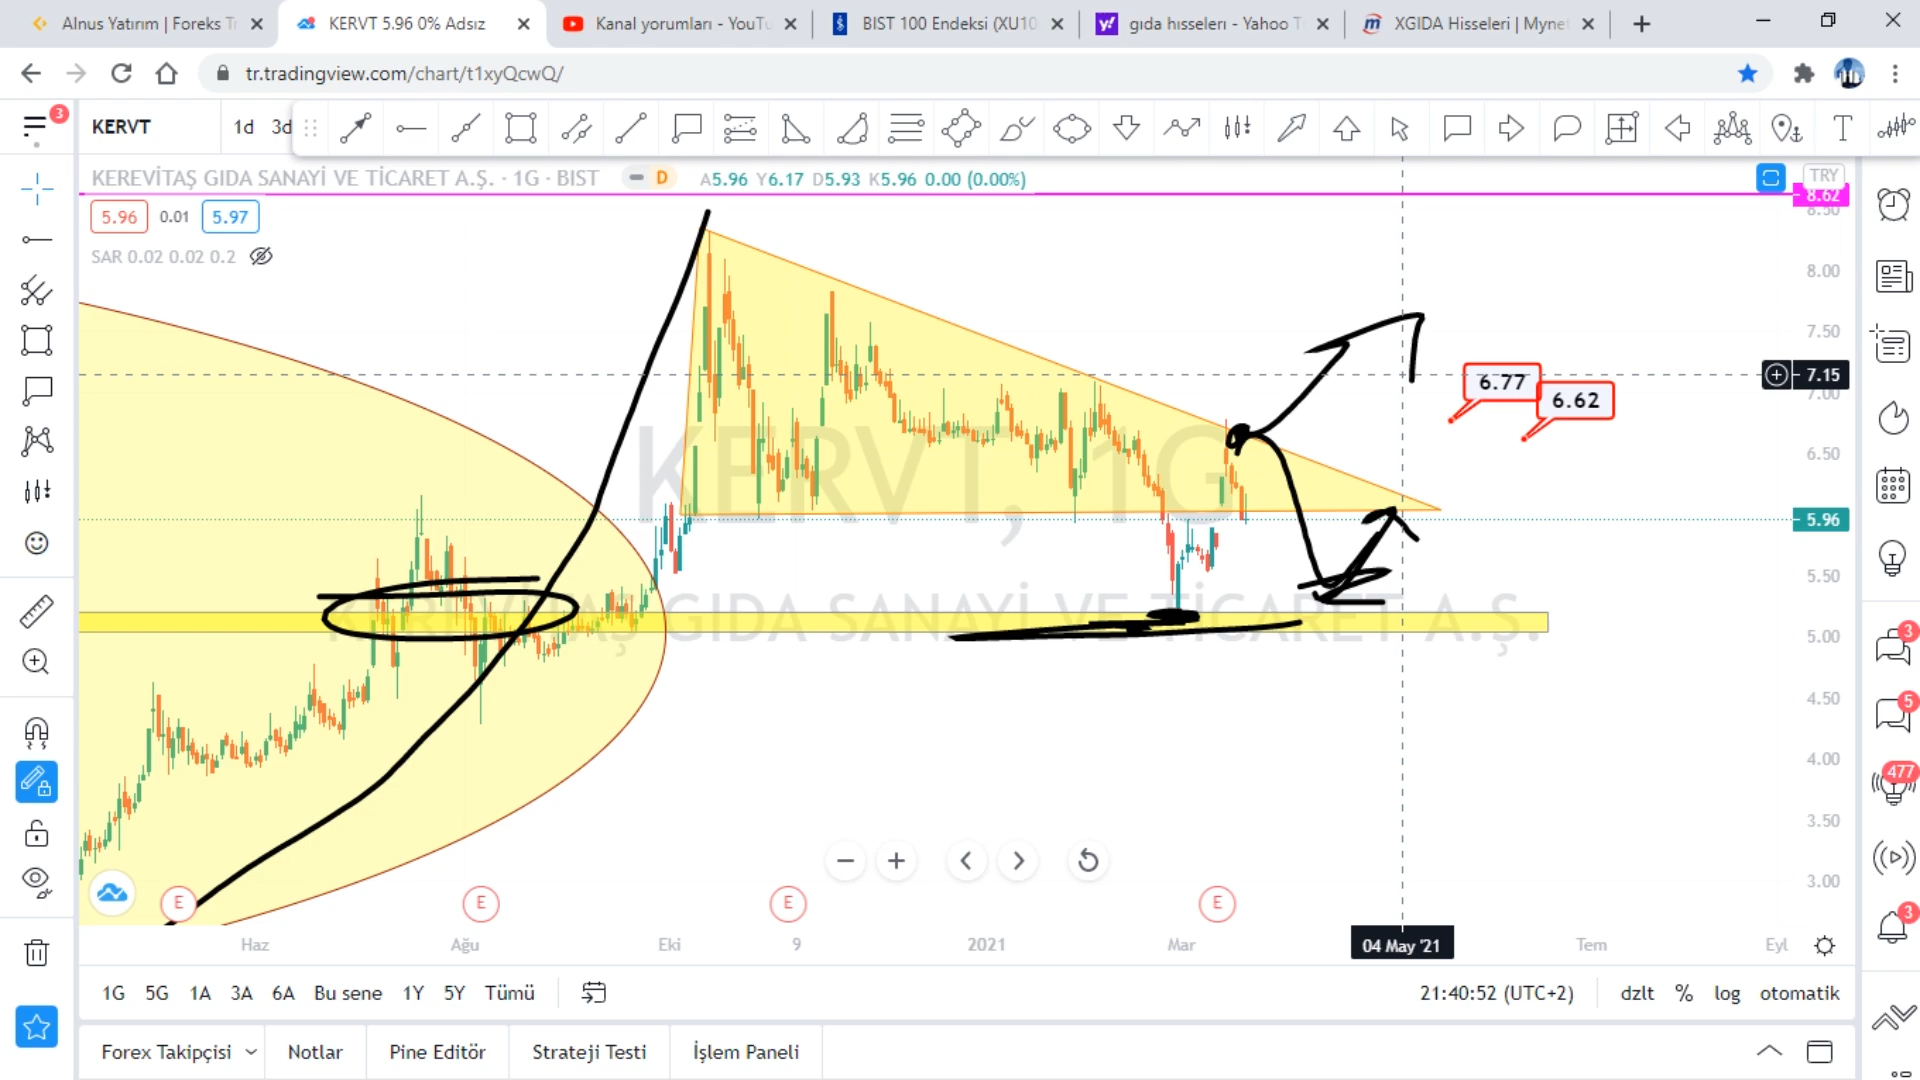 Alnus Yatırım | Foreks Tr
KERVT 5.96 0% Adsız
Kanal yorumları - YouTu
BIST 100 Endeksi (XU10
gıda hısselerı - Yahoo T
XGIDA Hisseleri | Mynet
tr.tradingview.com/chart/t1xyQcwQ/
3
KERVT
1d 3d
KEREVİTAŞ GIDA SANAYİ VE TİCARET A.Ş. · 1G · BIST
D
A5.96 Y6.17 D5.93 K5.96 0.00 (0.00%)
TRY
8.62
8.50
5.96 0.01 5.97
SAR 0.02 0.02 0.2
8.00
7.50
7.15
7.00
6.77
6.62
6.50
KERVT, 1G
5.96
5.50
KEREVİTAŞ GIDA SANAYİ VE TİCARET A.Ş.
5.00
4.50
4.00
3.50
3.00
3
5
477
3
E E E E
Haz Ağu Eki 9 2021 Mar 04 May '21 Tem Eyl
1G 5G 1A 3A 6A Bu sene 1Y 5Y Tümü
21:40:52 (UTC+2) dzlt % log otomatik
Forex Takipçisi Notlar Pine Editör Strateji Testi İşlem Paneli